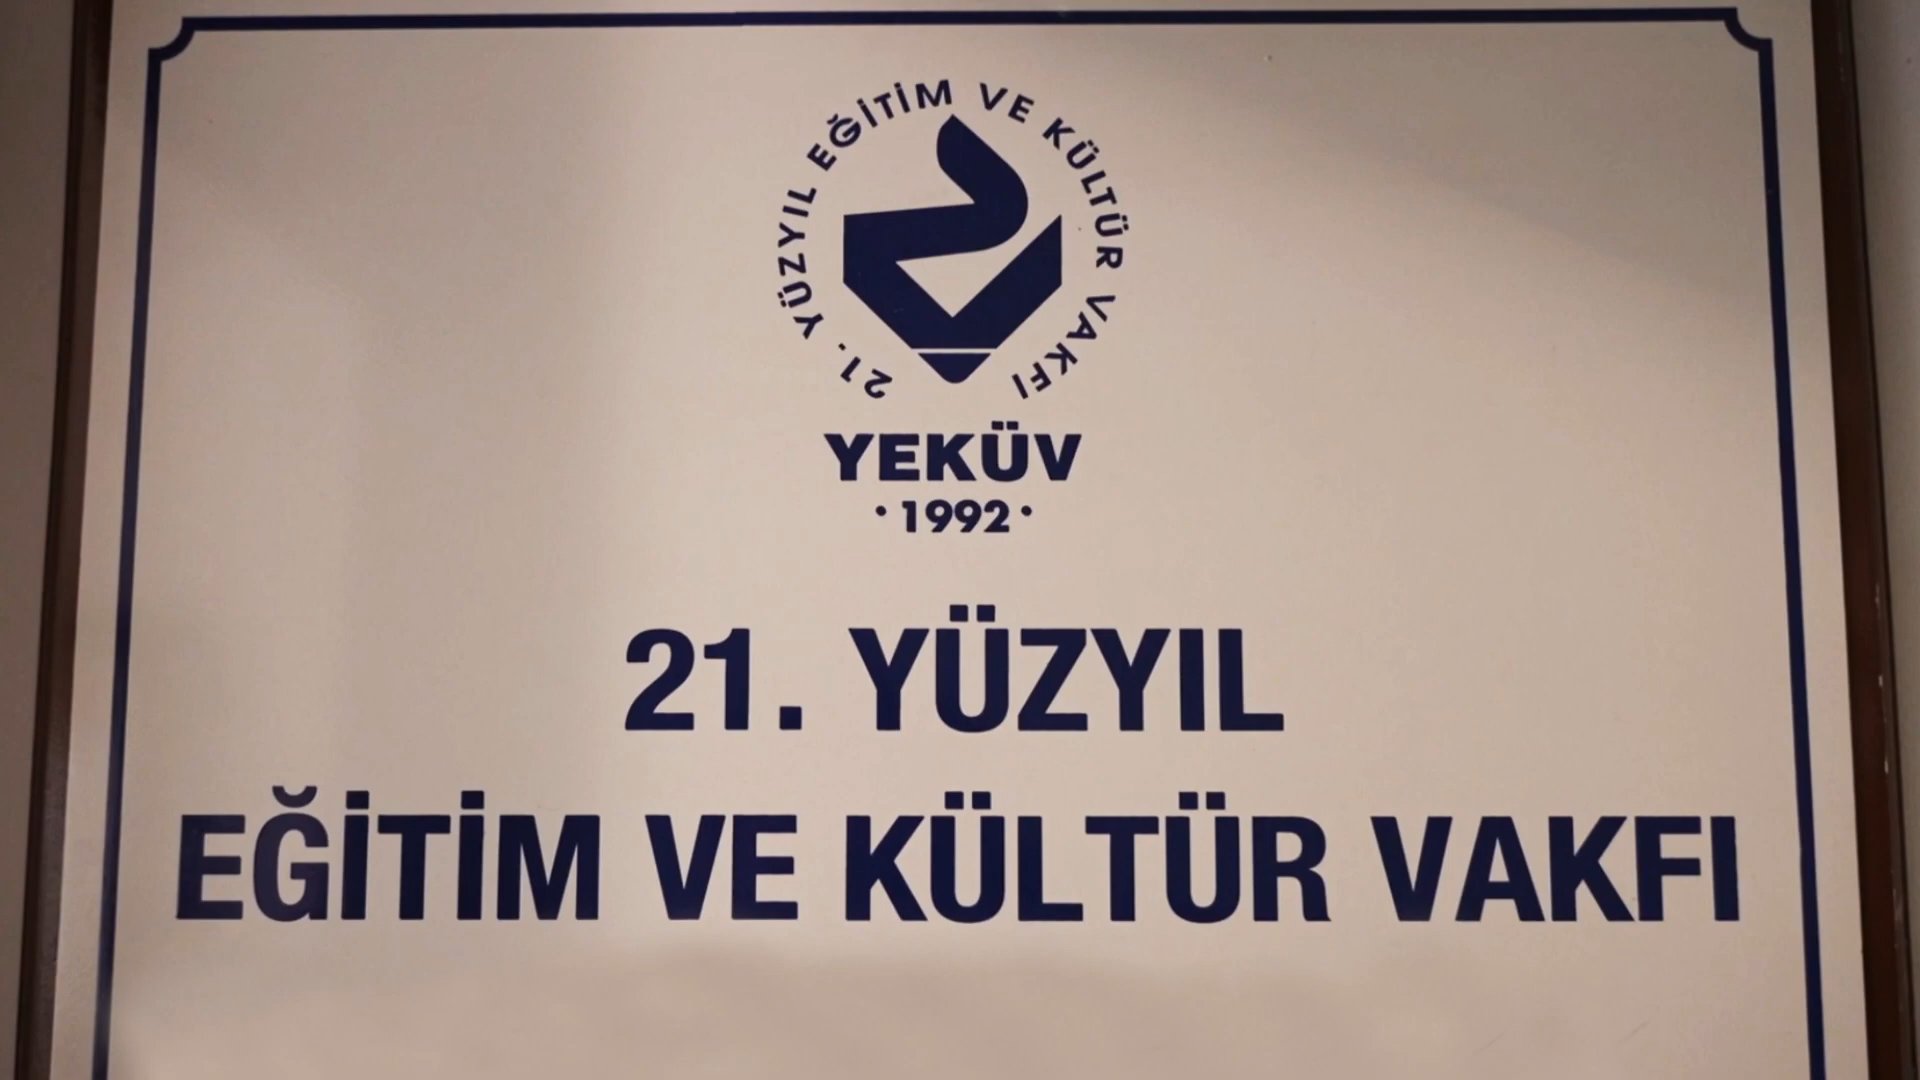 21. YÜZYIL EĞİTİM VE KÜLTÜR VAKFI
YEKÜV
• 1992 •
21. YÜZYIL
EĞİTİM VE KÜLTÜR VAKFI